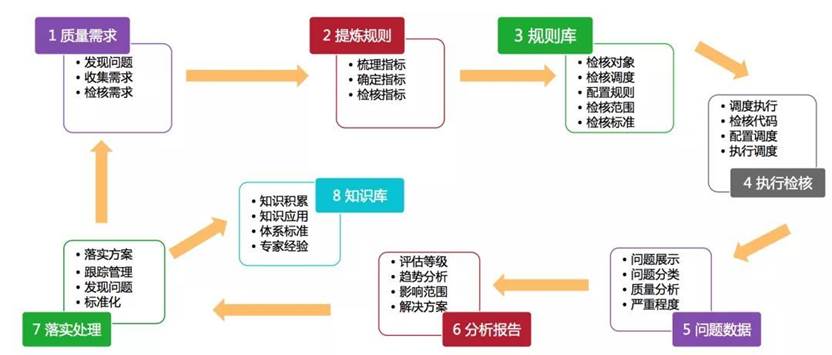 1 质量需求
• 发现问题
• 收集需求
• 检核需求
2 提炼规则
• 梳理指标
• 确定指标
• 检核指标
3 规则库
• 检核对象
• 检核调度
• 配置规则
• 检核范围
• 检核标准
• 调度执行
• 检核代码
• 配置调度
• 执行调度
4 执行检核
• 问题展示
• 问题分类
• 质量分析
• 严重程度
5 问题数据
• 评估等级
• 趋势分析
• 影响范围
• 解决方案
6 分析报告
• 落实方案
• 跟踪管理
• 发现问题
• 标准化
7 落实处理
8 知识库
• 知识积累
• 知识应用
• 体系标准
• 专家经验